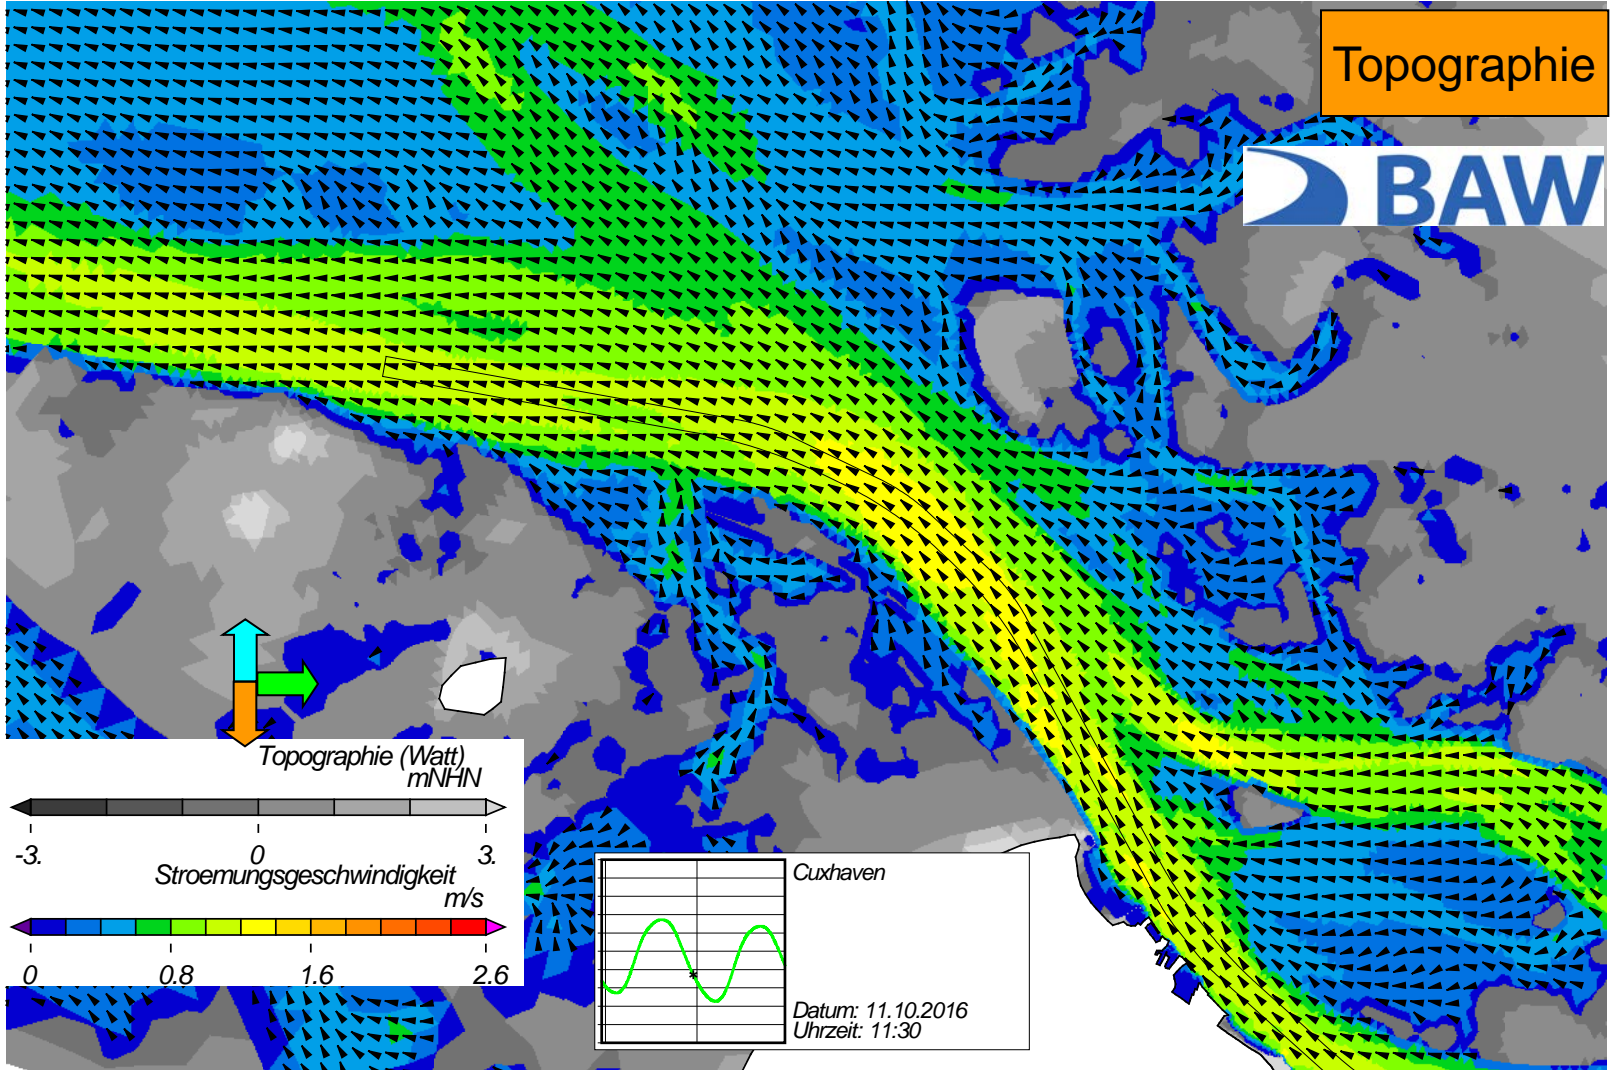 Topographie
BAW
Topographie (Watt)
mNHN
-3. 0 3.
Stroemungsgeschwindigkeit
m/s
0 0.8 1.6 2.6
Cuxhaven
Datum: 11.10.2016
Uhrzeit: 11:30